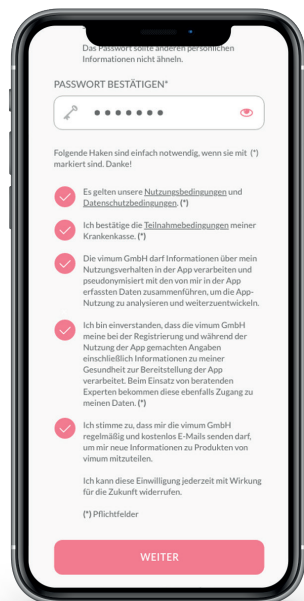 Das Passwort sollte anderen persönlichen
Informationen nicht ähneln.
PASSWORT BESTÄTIGEN*
Folgende Haken sind einfach notwendig, wenn sie mit (*)
markiert sind. Danke!
Es gelten unsere Nutzungsbedingungen und
Datenschutzbedingungen. (*)
Ich bestätige die Teilnahmebedingungen meiner
Krankenkasse. (*)
Die vimum GmbH darf Informationen über mein
Nutzungsverhalten in der App verarbeiten und
pseudonymisiert mit den von mir in der App
erfassten Daten zusammenführen, um die App-
Nutzung zu analysieren und weiterzuentwickeln.
Ich bin einverstanden, dass die vimum GmbH
meine bei der Registrierung und während der
Nutzung der App gemachten Angaben
einschließlich Informationen zu meiner
Gesundheit zur Bereitstellung der App
verarbeitet. Beim Einsatz von beratenden
Experten bekommen diese ebenfalls Zugang zu
meinen Daten. (*)
Ich stimme zu, dass mir die vimum GmbH
regelmäßig und kostenlos E-Mails senden darf,
um mir neue Informationen zu Produkten von
vimum mitzuteilen.
Ich kann diese Einwilligung jederzeit mit Wirkung
für die Zukunft widerrufen.
(*) Pflichtfelder
WEITER